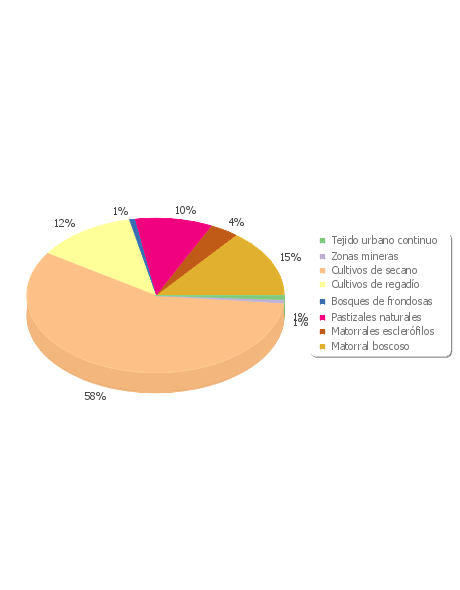 10%
1%
4%
12%
15%
1%
1%
58%
Tejido urbano continuo
Zonas mineras
Cultivos de secano
Cultivos de regadío
Bosques de frondosas
Pastizales naturales
Matorrales esclerófilos
Matorral boscoso